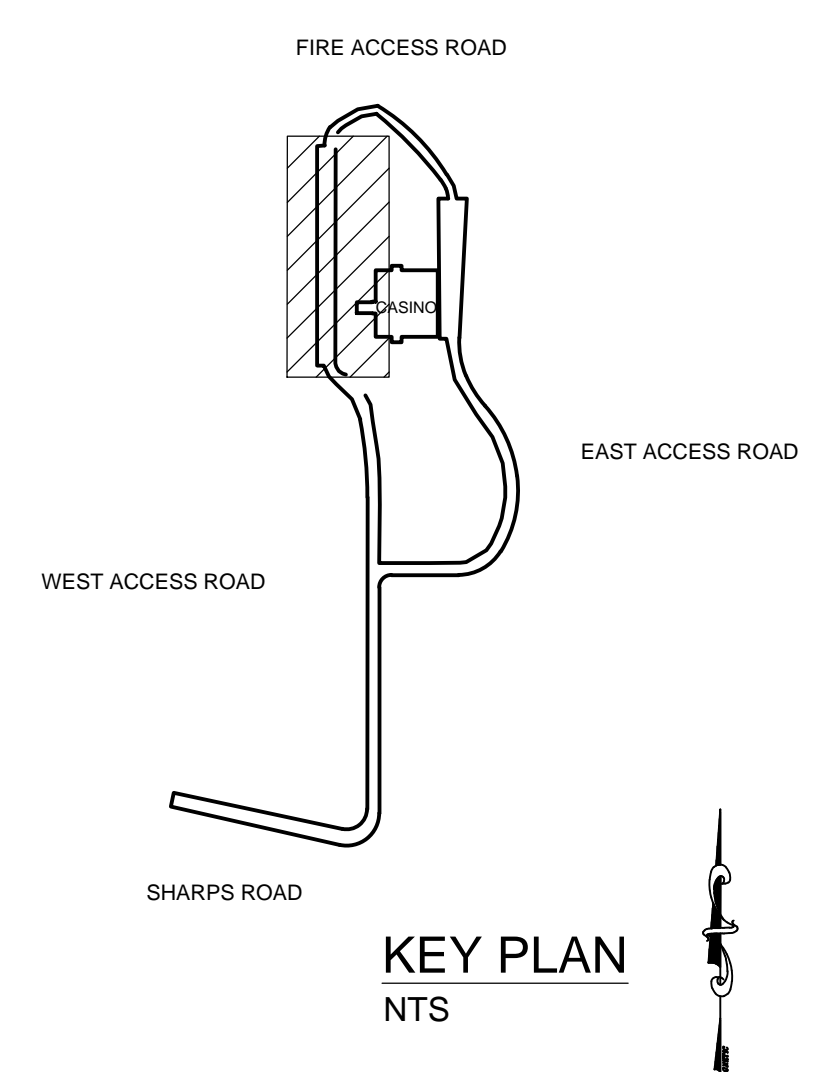 FIRE ACCESS ROAD
CASINO
EAST ACCESS ROAD
WEST ACCESS ROAD
SHARPS ROAD
KEY PLAN
NTS